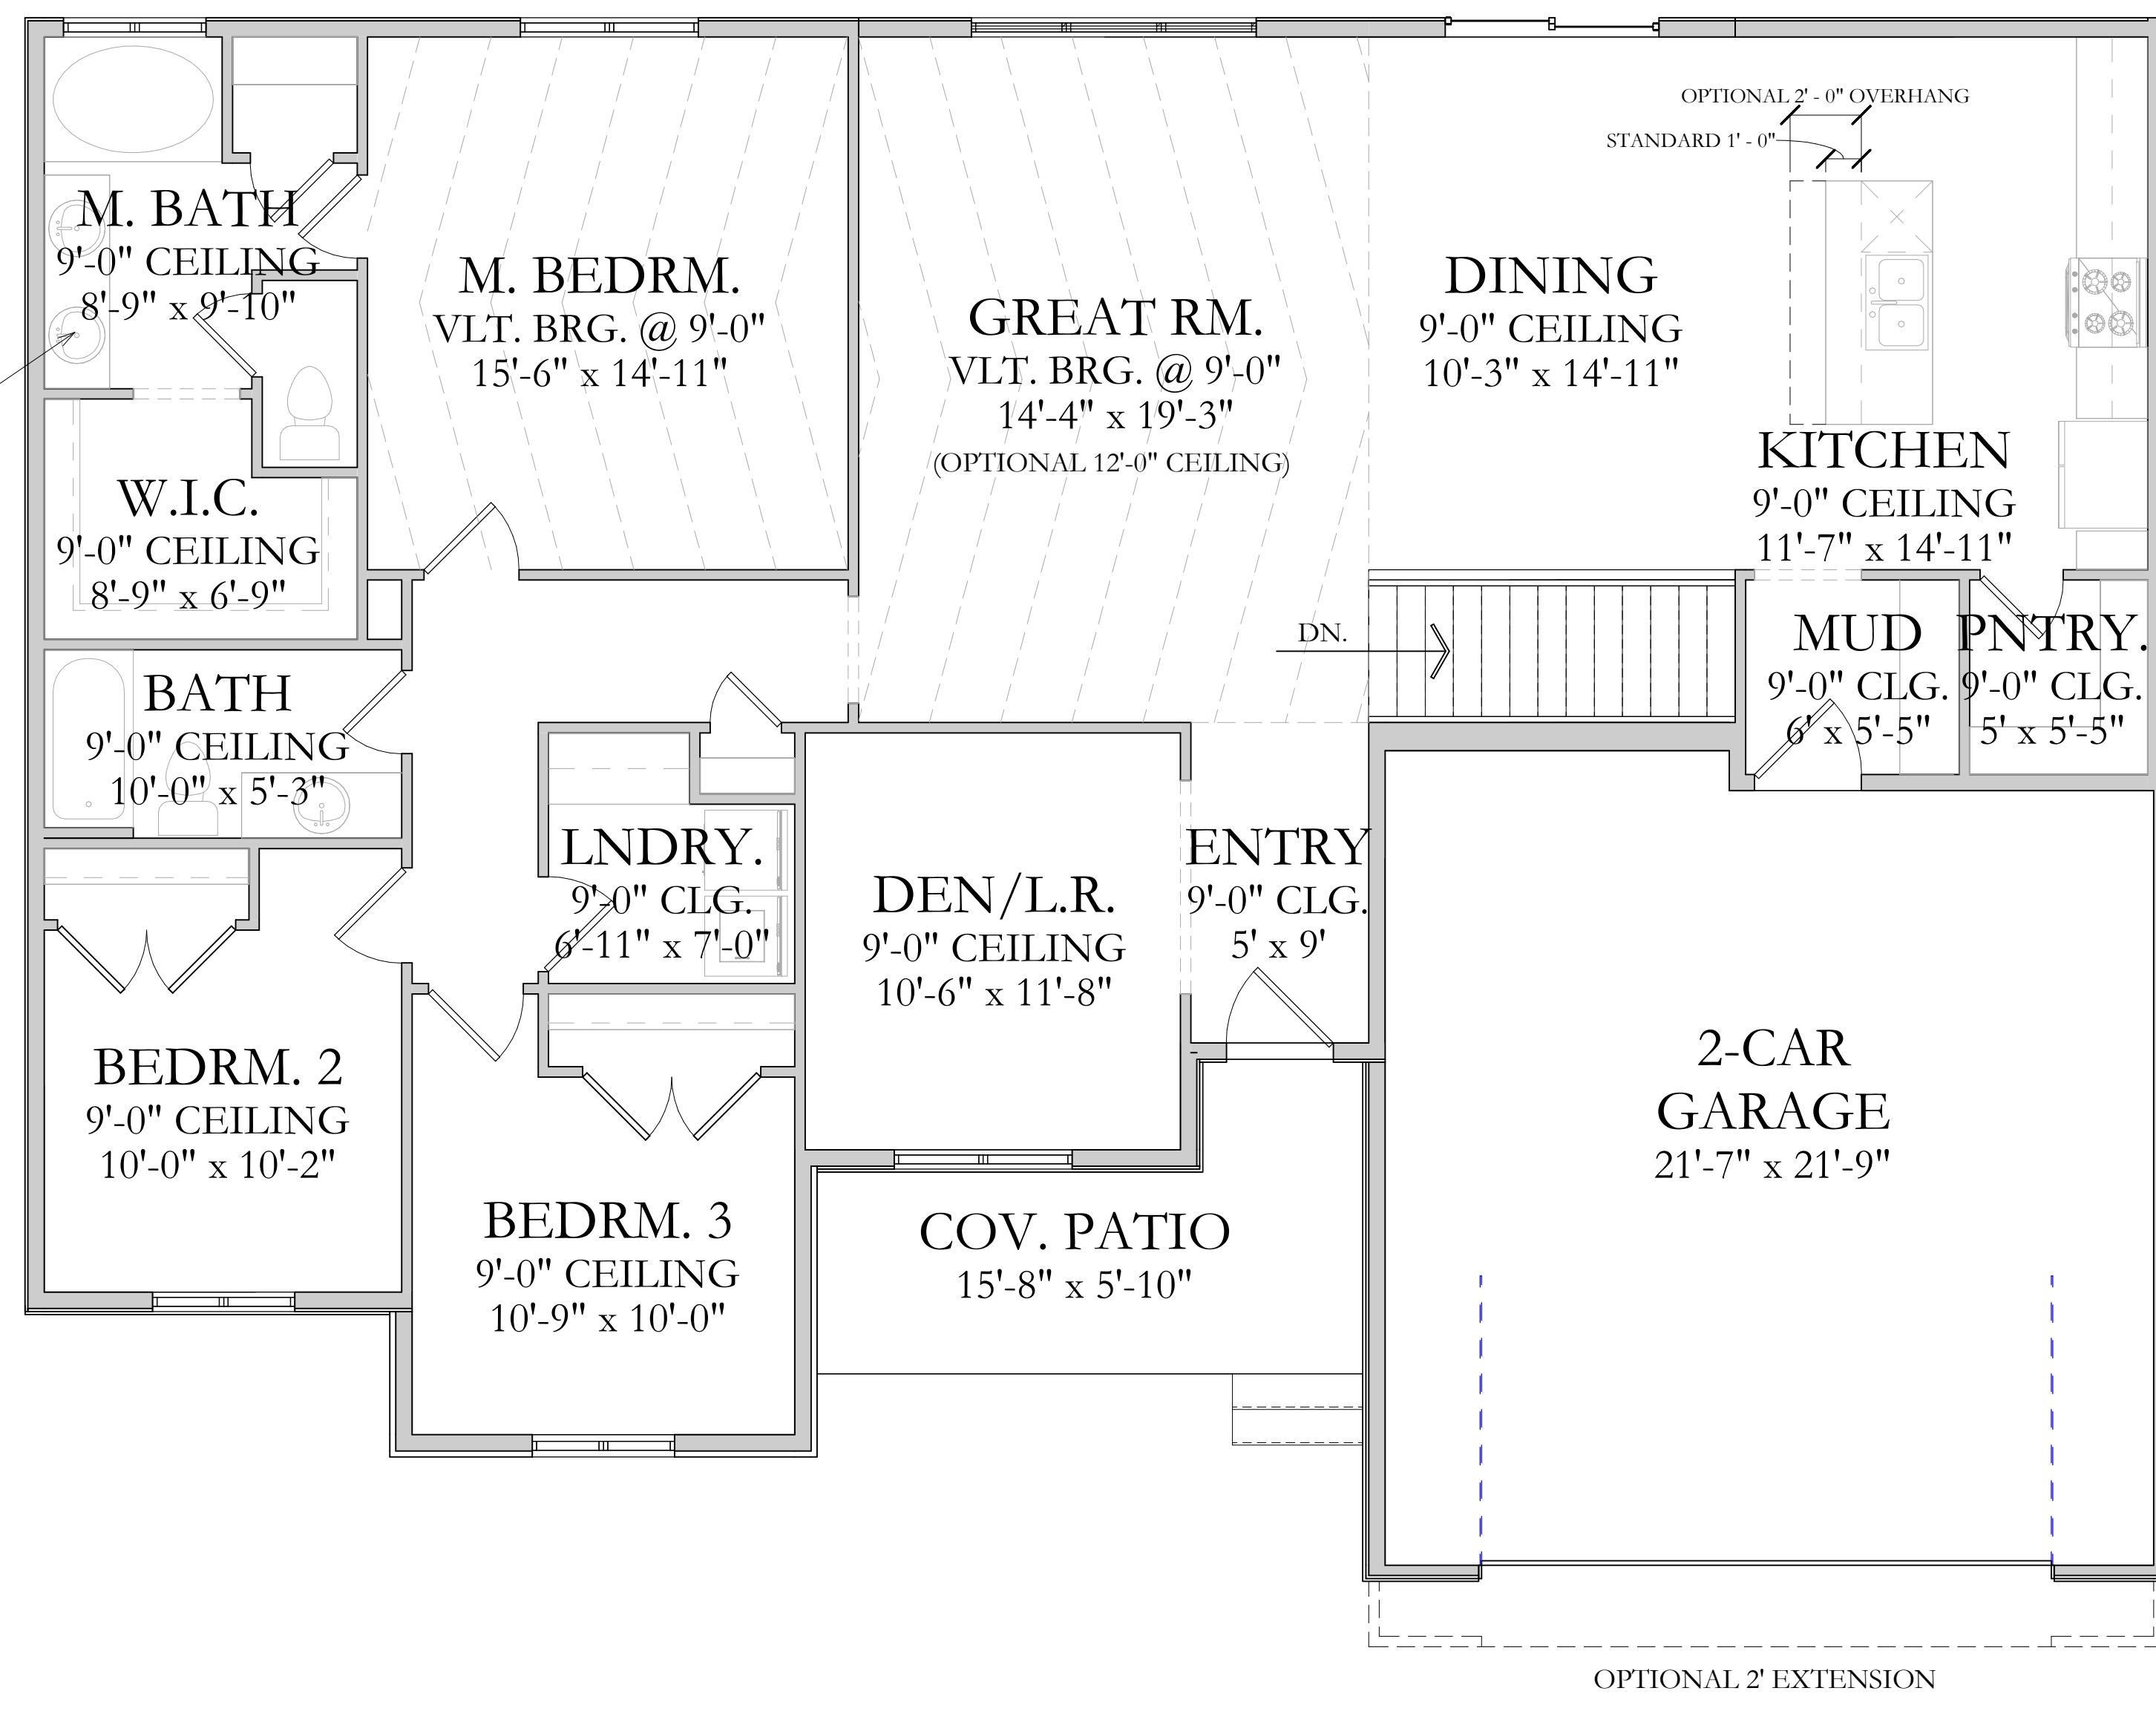 OPTIONAL 2' - 0" OVERHANG
STANDARD 1' - 0"
M. BATH
9'-0" CEILING
8'-9" x 9'-10"
M. BEDRM.
VLT. BRG. @ 9'-0"
15'-6" x 14'-11"
GREAT RM.
VLT. BRG. @ 9'-0"
14'-4" x 19'-3"
(OPTIONAL 12'-0" CEILING)
DINING
9'-0" CEILING
10'-3" x 14'-11"
KITCHEN
9'-0" CEILING
11'-7" x 14'-11"
W.I.C.
9'-0" CEILING
8'-9" x 6'-9"
DN.
MUD
9'-0" CLG.
6' x 5'-5"
PNTRY.
9'-0" CLG.
5' x 5'-5"
BATH
9'-0" CEILING
10'-0" x 5'-3"
LNDRY.
9'-0" CLG.
6'-11" x 7'-0"
DEN/L.R.
9'-0" CEILING
10'-6" x 11'-8"
ENTRY
9'-0" CLG.
5' x 9'
BEDRM. 2
9'-0" CEILING
10'-0" x 10'-2"
2-CAR
GARAGE
21'-7" x 21'-9"
BEDRM. 3
9'-0" CEILING
10'-9" x 10'-0"
COV. PATIO
15'-8" x 5'-10"
OPTIONAL 2' EXTENSION